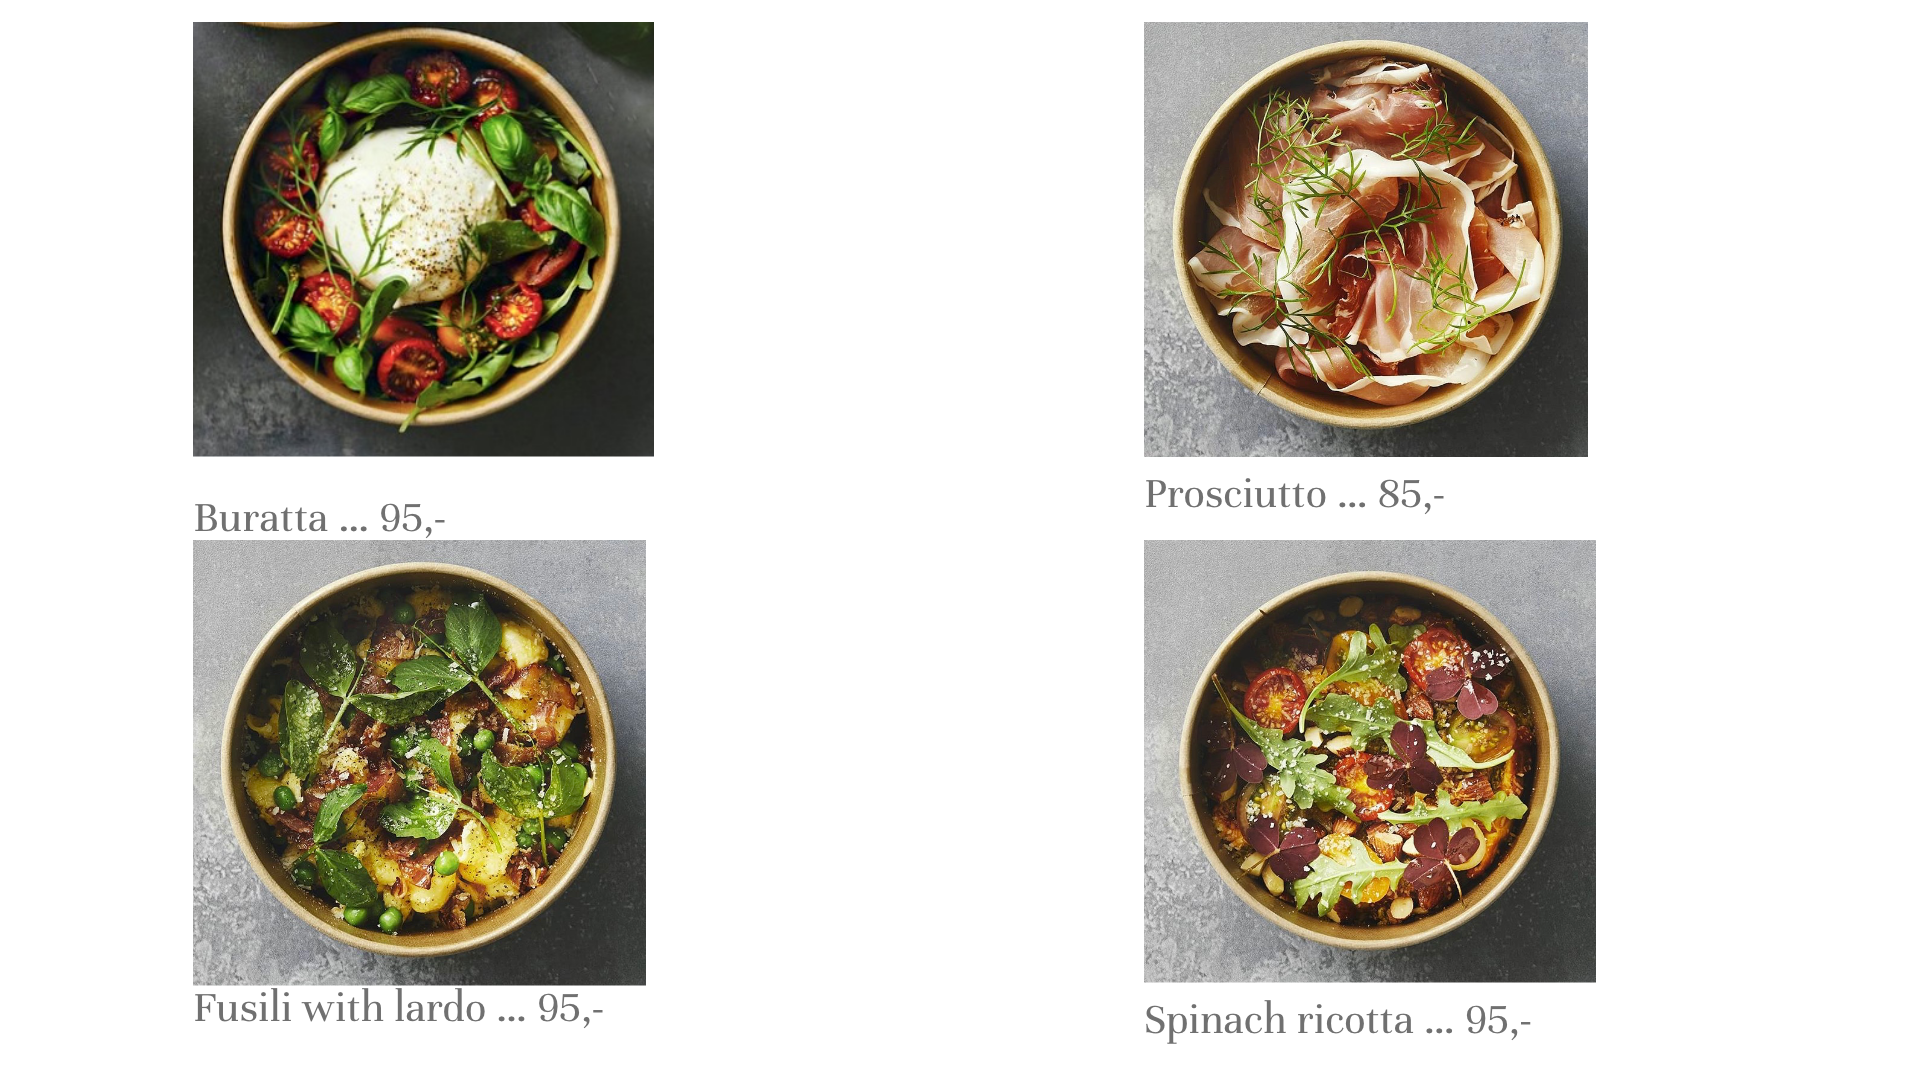 Buratta ... 95,-
Prosciutto ... 85,-
Fusili with lardo ... 95,-
Spinach ricotta ... 95,-